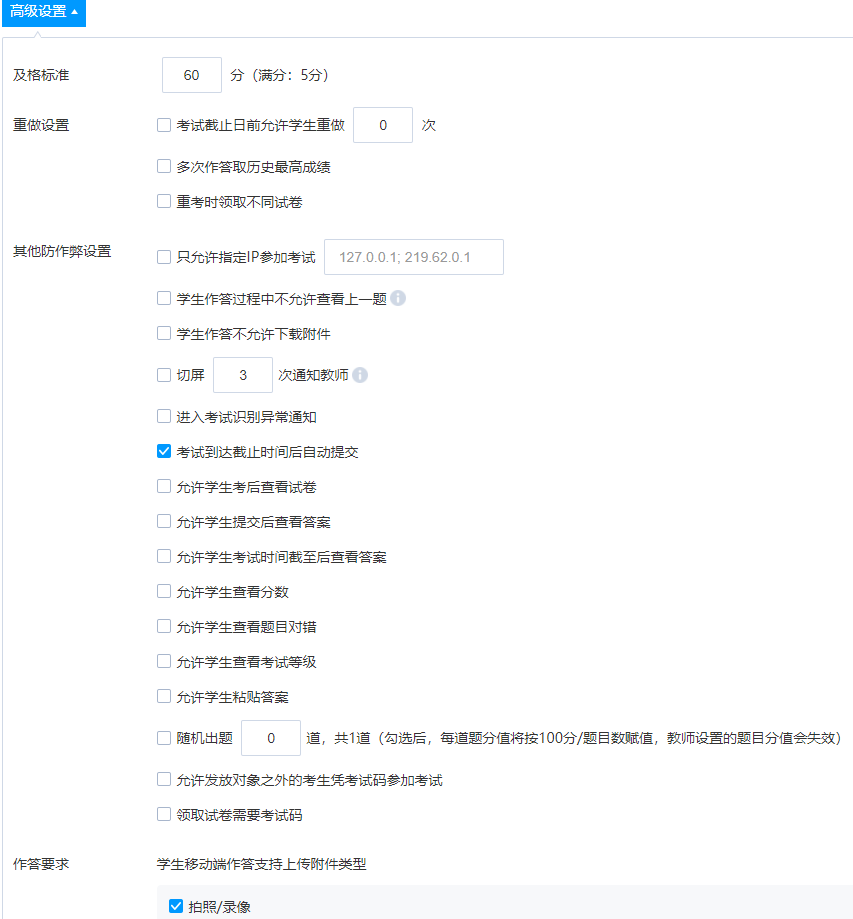 高级设置
及格标准 60 分（满分：5分）
重做设置 考试截止日前允许学生重做 0 次
多次作答取历史最高成绩
重考时领取不同试卷
其他防作弊设置 只允许指定IP参加考试 127.0.0.1; 219.62.0.1
学生作答过程中不允许查看上一题
学生作答不允许下载附件
切屏 3 次通知教师
进入考试识别异常通知
考试到达截止时间后自动提交
允许学生考后查看试卷
允许学生提交后查看答案
允许学生考试时间截至后查看答案
允许学生查看分数
允许学生查看题目对错
允许学生查看考试等级
允许学生粘贴答案
随机出题 0 道，共1道（勾选后，每道题分值将按100分/题目数赋值，教师设置的题目分值会失效）
允许发放对象之外的考生凭考试码参加考试
领取试卷需要考试码
作答要求 学生移动端作答支持上传附件类型
拍照/录像